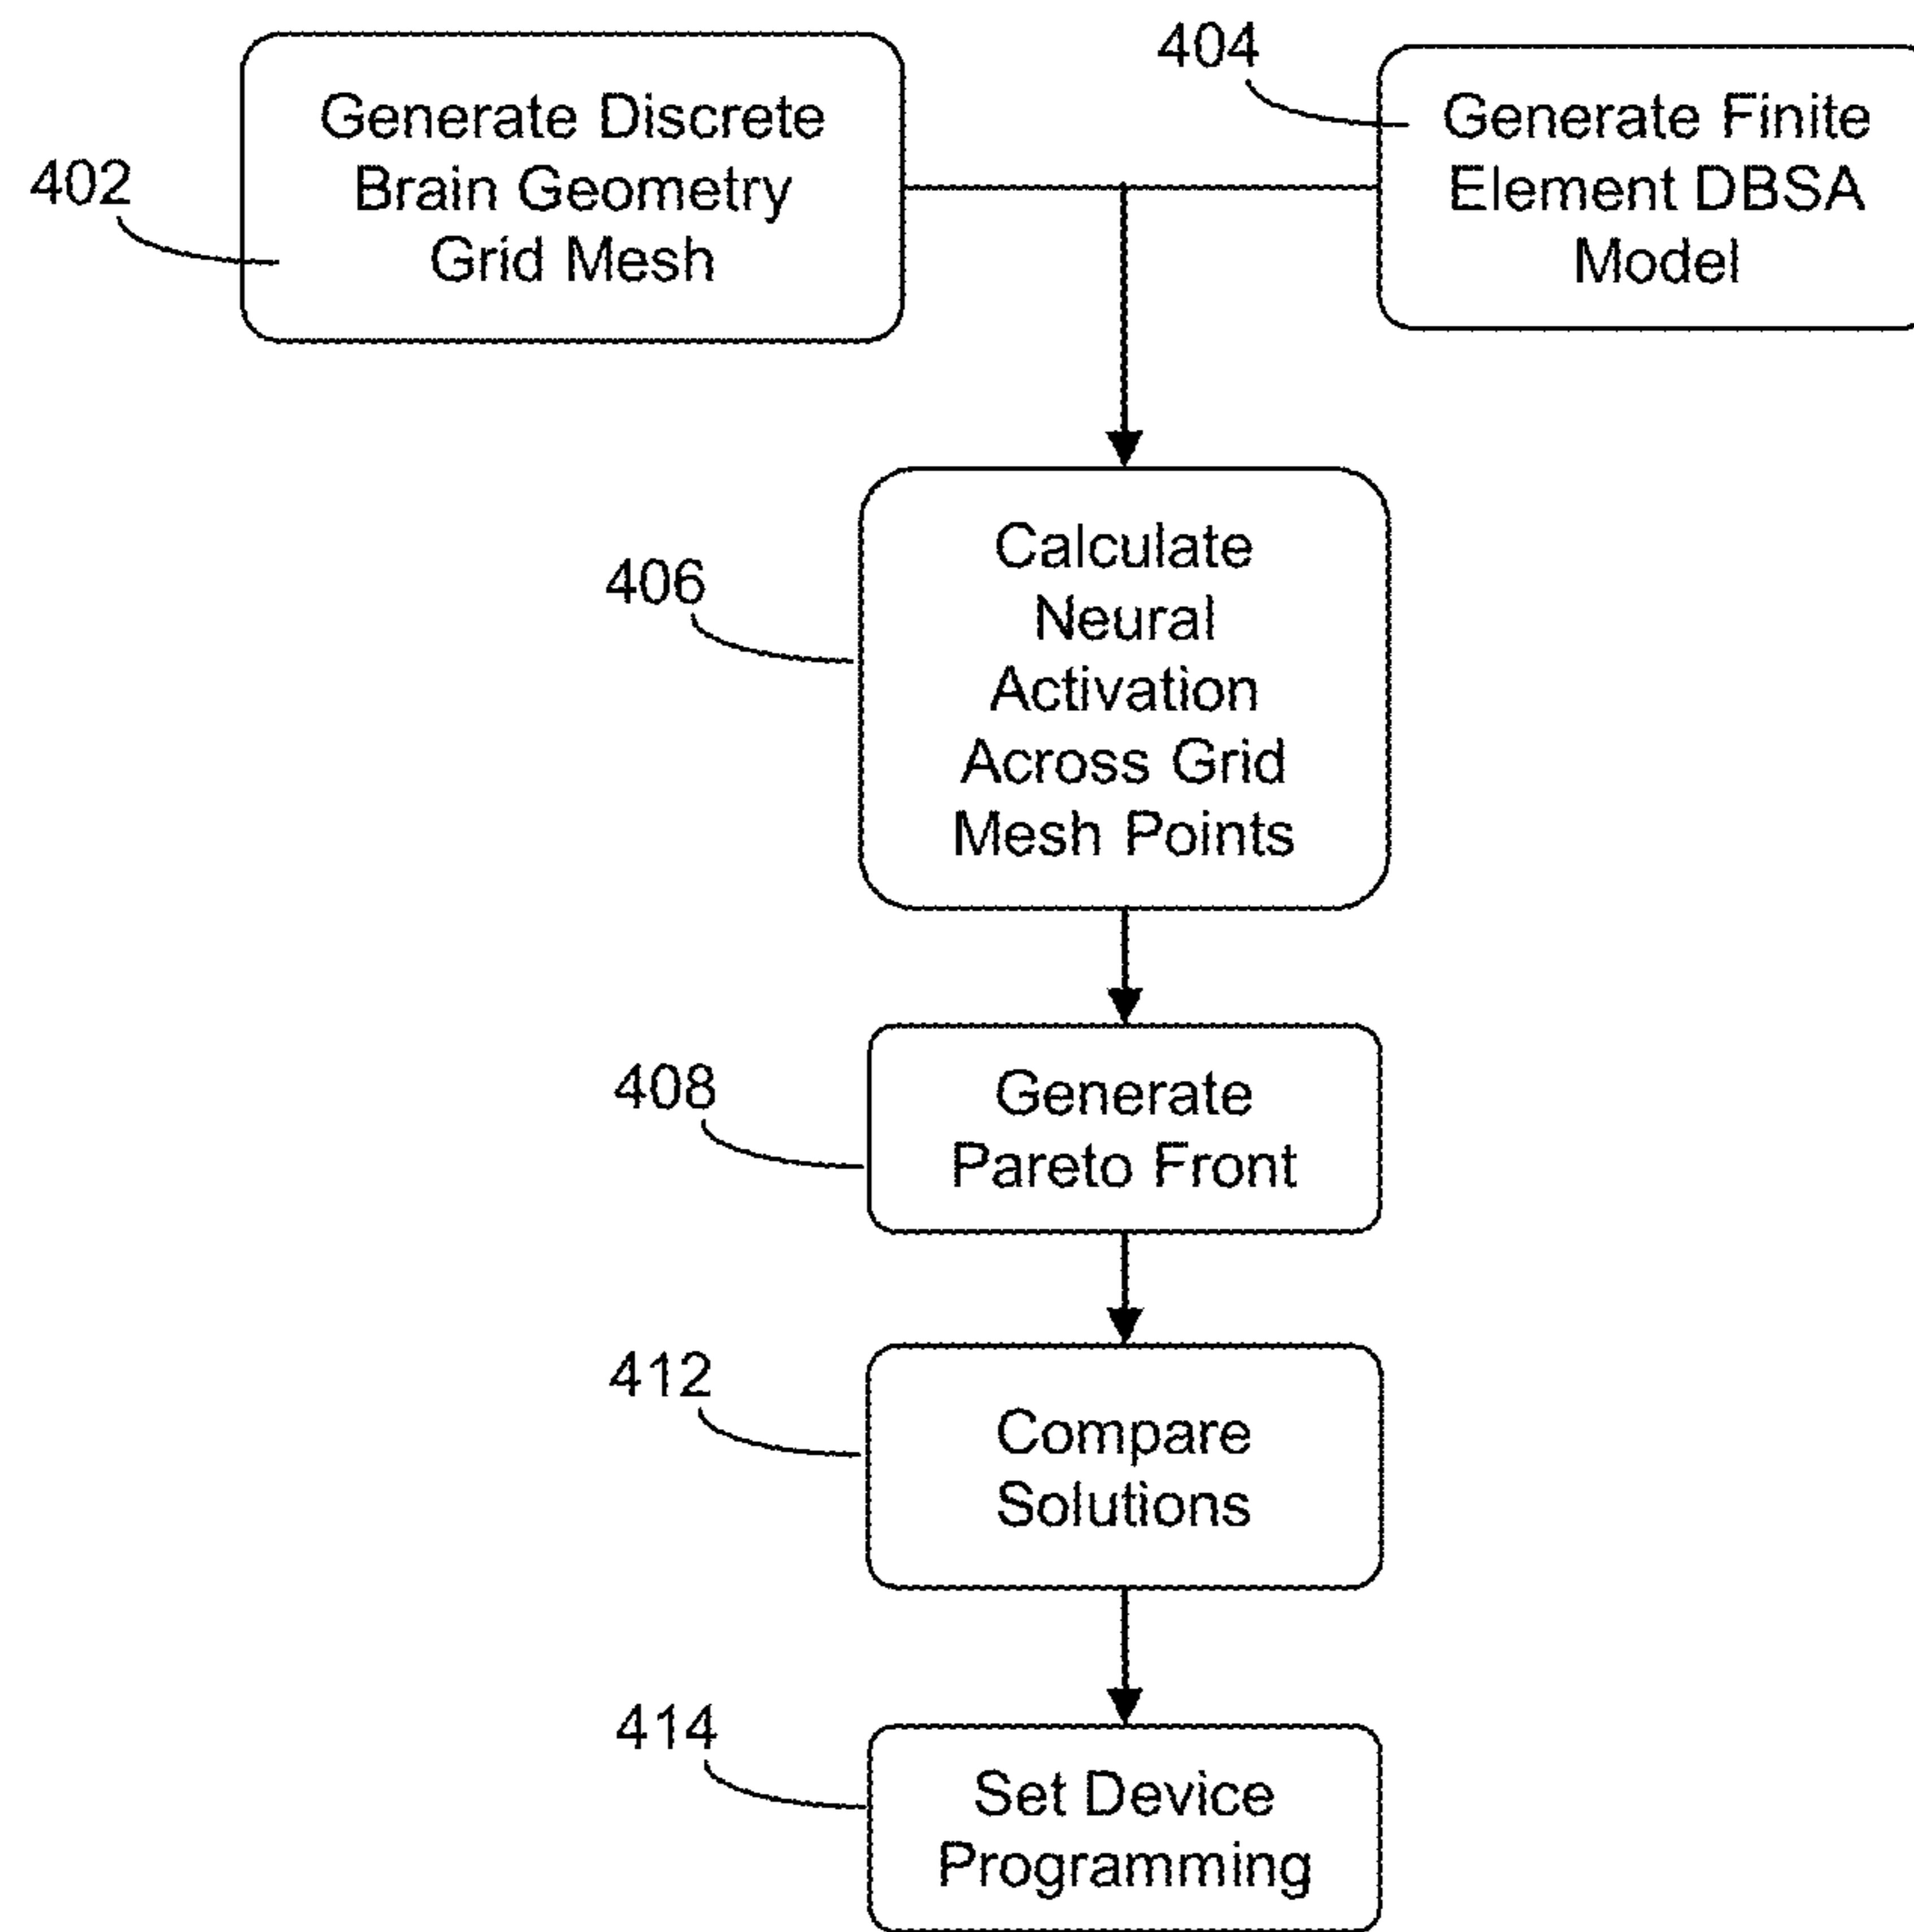 404
Generate Discrete
Brain Geometry
Grid Mesh
Generate Finite
Element DBSA
Model
402
406
Calculate
Neural
Activation
Across Grid
Mesh Points
408
Generate
Pareto Front
412
Compare
Solutions
414
Set Device
Programming